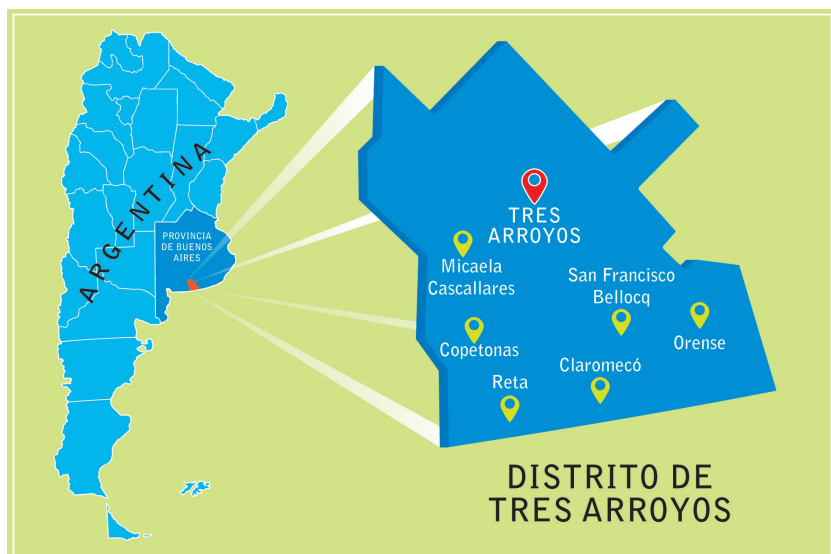 ARGENTINA
PROVINCIA
DE BUENOS
AIRES
TRES
ARROYOS
Micaela
Cascallares
San Francisco
Bellocq
Orense
Copetonas
Claromecó
Reta
DISTRITO DE
TRES ARROYOS